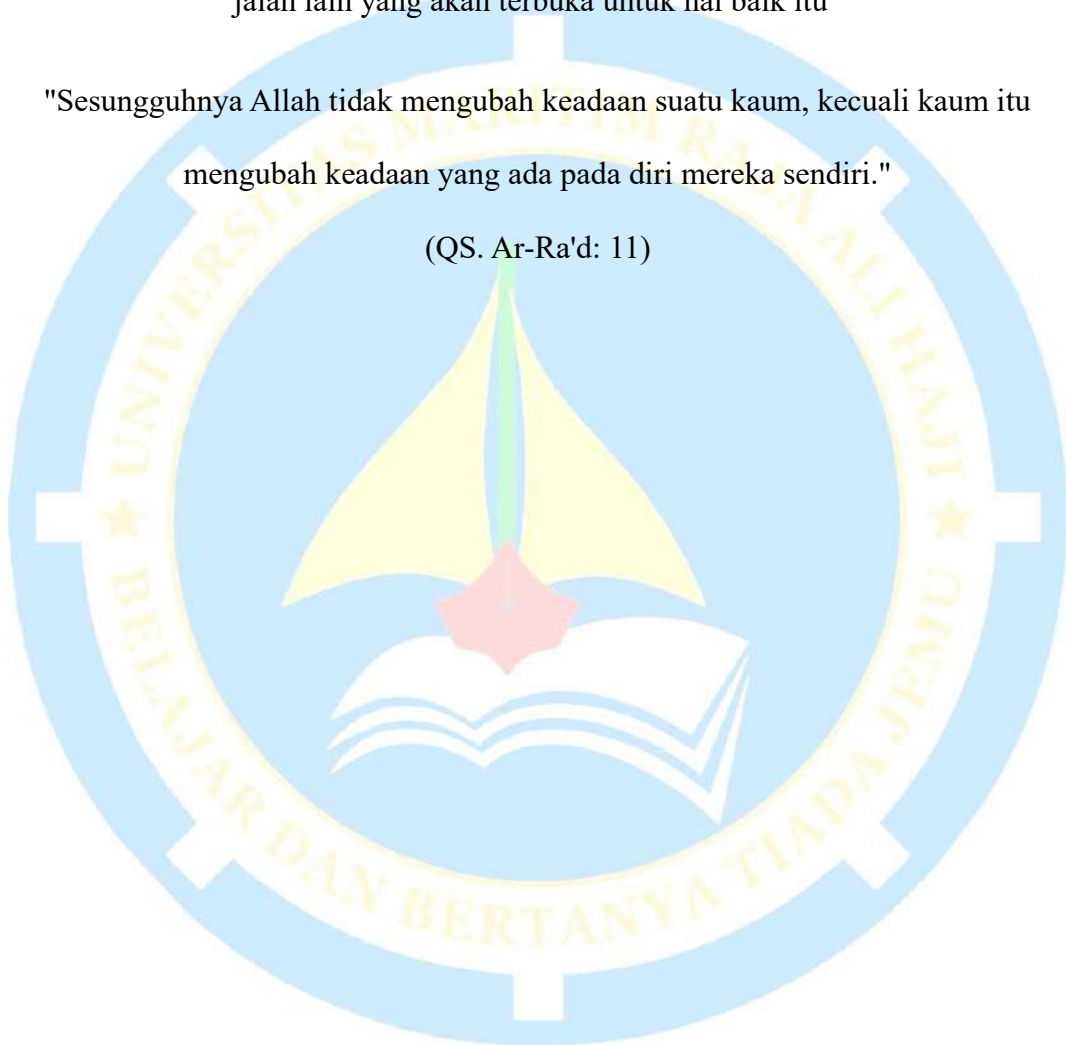 jalan lain yang akan terbuka untuk hal baik itu
"Sesungguhnya Allah tidak mengubah keadaan suatu kaum, kecuali kaum itu
mengubah keadaan yang ada pada diri mereka sendiri."
(QS. Ar-Ra'd: 11)
UNIVERSITAS MARITIM RAJA ALI HAJI
BELAJAR DAN BERTANYA TIADA JEMU